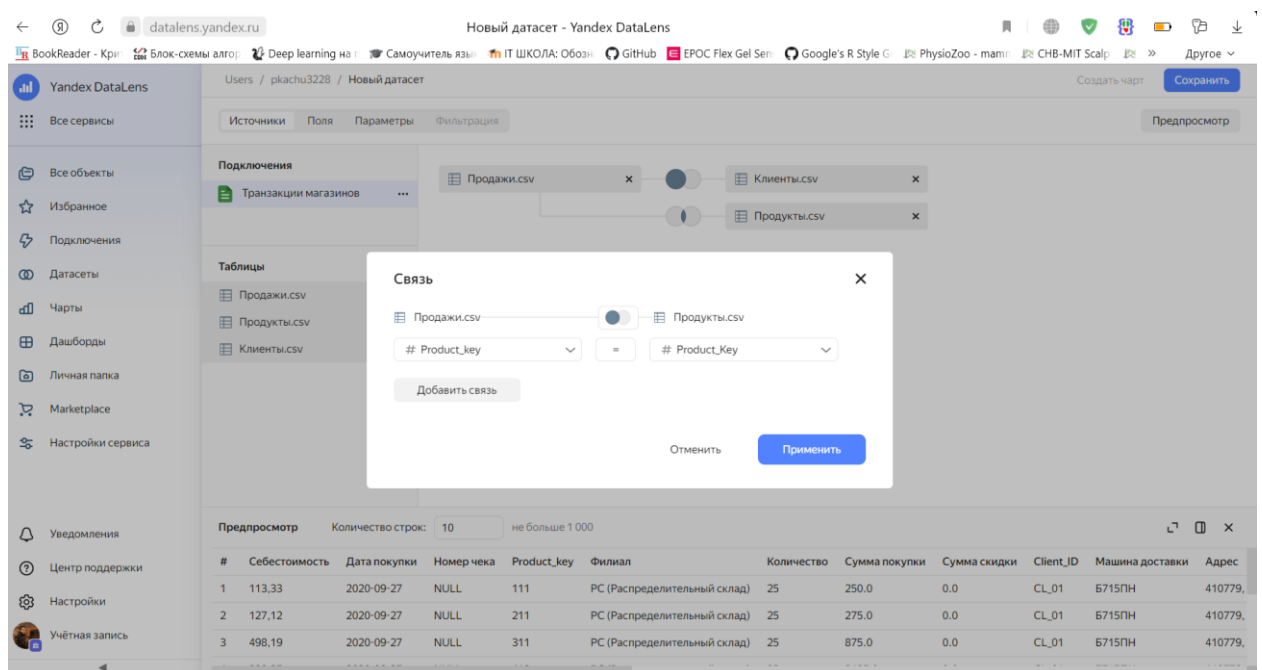 datalens.yandex.ru Новый датасет - Yandex DataLens
BookReader - Кри Блок-схемы алгор Deep learning на Самоучитель язы IT ШКОЛА: Обозн GitHub EPOC Flex Gel Sen Google's R Style G PhysioZoo - mamm CHB-MIT Scalp » Другое
Yandex DataLens
Users / pkachu3228 / Новый датасет
Создать чарт Сохранить
Все сервисы
Источники Поля Параметры Фильтрация Предпросмотр
Все объекты
Избранное
Подключения
Датасеты
Чарты
Дашборды
Личная папка
Marketplace
Настройки сервиса
Уведомления
Центр поддержки
Настройки
Учётная запись
Подключения
Транзакции магазинов ...
Таблицы
Продажи.csv
Продукты.csv
Клиенты.csv
Продажи.csv Клиенты.csv
Продукты.csv
Связь
Продажи.csv Продукты.csv
# Product_key = # Product_Key
Добавить связь
Отменить Применить
Предпросмотр Количество строк: 10 не больше 1 000
# Себестоимость Дата покупки Номер чека Product_key Филиал Количество Сумма покупки Сумма скидки Client_ID Машина доставки Адрес
1 113,33 2020-09-27 NULL 111 РС (Распределительный склад) 25 250.0 0.0 CL_01 Б715ПН 410779,
2 127,12 2020-09-27 NULL 211 РС (Распределительный склад) 25 275.0 0.0 CL_01 Б715ПН 410779,
3 498,19 2020-09-27 NULL 311 РС (Распределительный склад) 25 875.0 0.0 CL_01 Б715ПН 410779,